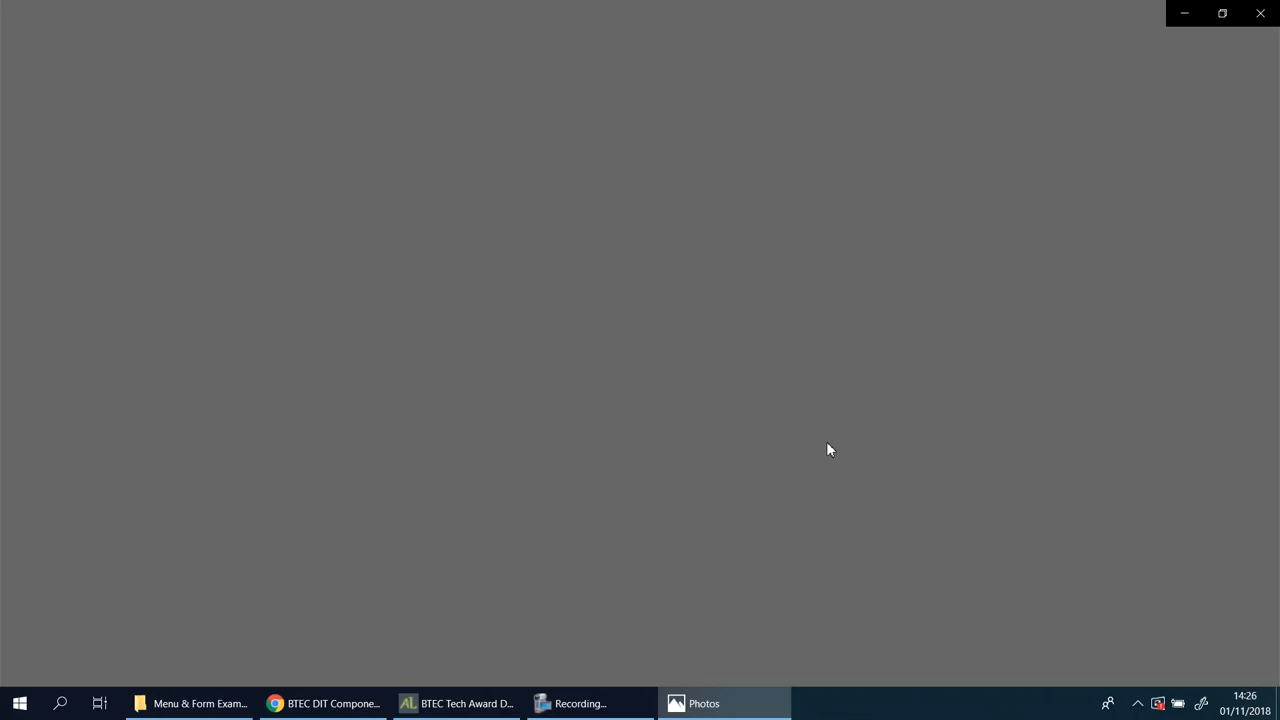 Menu & Form Exam...
BTEC DIT Compone...
BTEC Tech Award D...
Recording...
Photos
14:26
01/11/2018